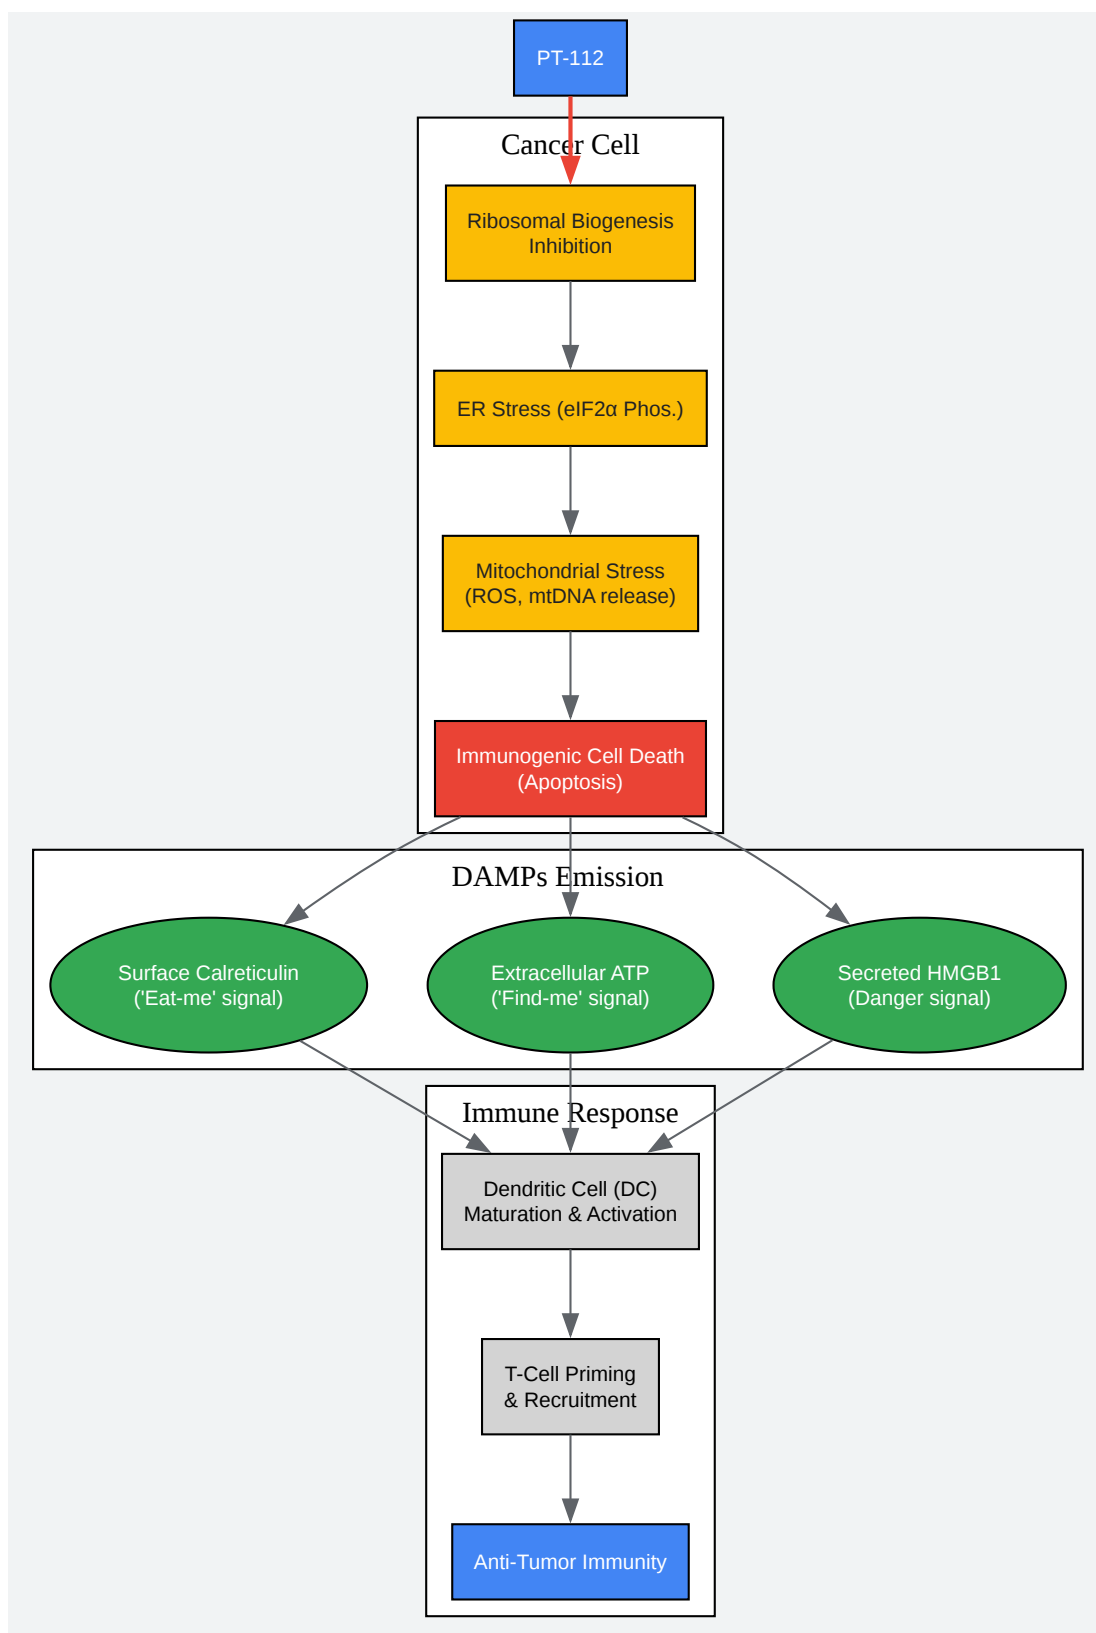 PT-112
Cancer Cell
Ribosomal Biogenesis
Inhibition
ER Stress (eIF2α Phos.)
Mitochondrial Stress
(ROS, mtDNA release)
Immunogenic Cell Death
(Apoptosis)
DAMPs Emission
Surface Calreticulin
('Eat-me' signal)
Extracellular ATP
('Find-me' signal)
Secreted HMGB1
(Danger signal)
Immune Response
Dendritic Cell (DC)
Maturation & Activation
T-Cell Priming
& Recruitment
Anti-Tumor Immunity